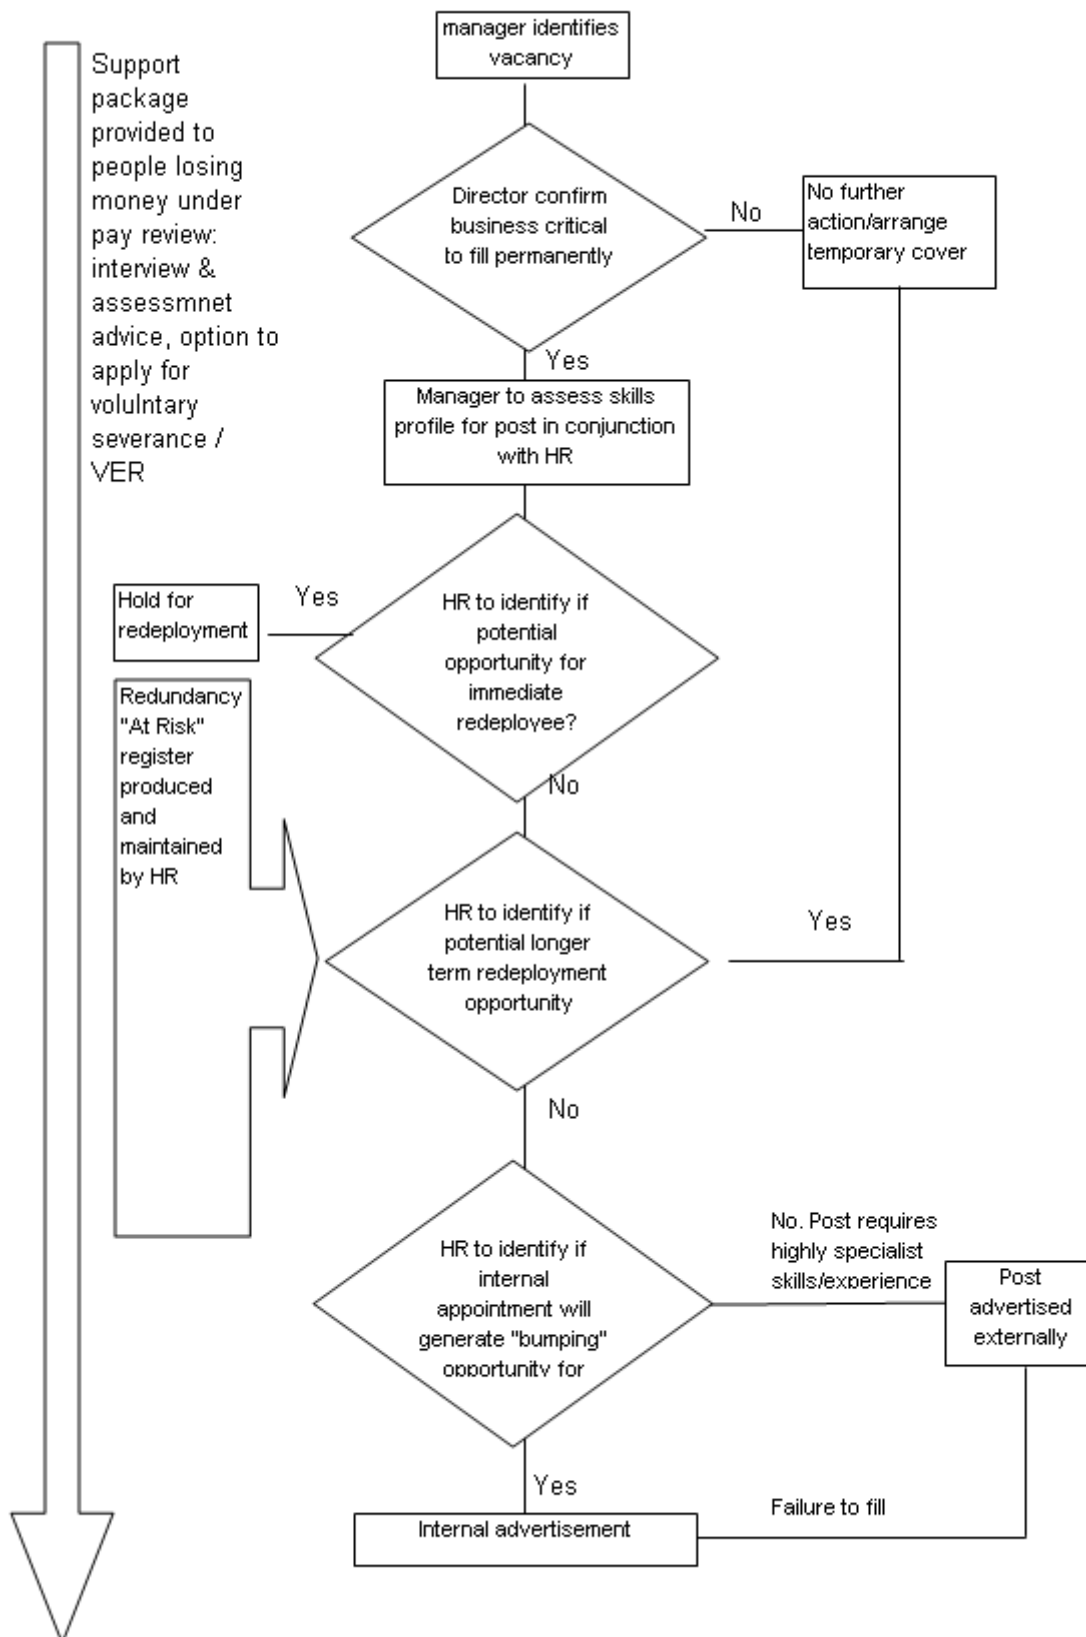 manager identifies
vacancy
Support
package
provided to
people losing
money under
pay review:
interview &
assessmnet
advice, option to
apply for
voluIntary
severance /
VER
Director confirm
business critical
to fill permanently
No
No further
action/arrange
temporary cover
Yes
Manager to assess skills
profile for post in conjunction
with HR
Hold for
redeployment
Yes
HR to identify if
potential
opportunity for
immediate
redeployee?
Redundancy
"At Risk"
register
produced
and
maintained
by HR
No
HR to identify if
potential longer
term redeployment
opportunity
Yes
No
HR to identify if
internal
appointment will
generate "bumping"
opportunity for
No. Post requires
highly specialist
skills/experience
Post
advertised
externally
Yes
Internal advertisement
Failure to fill